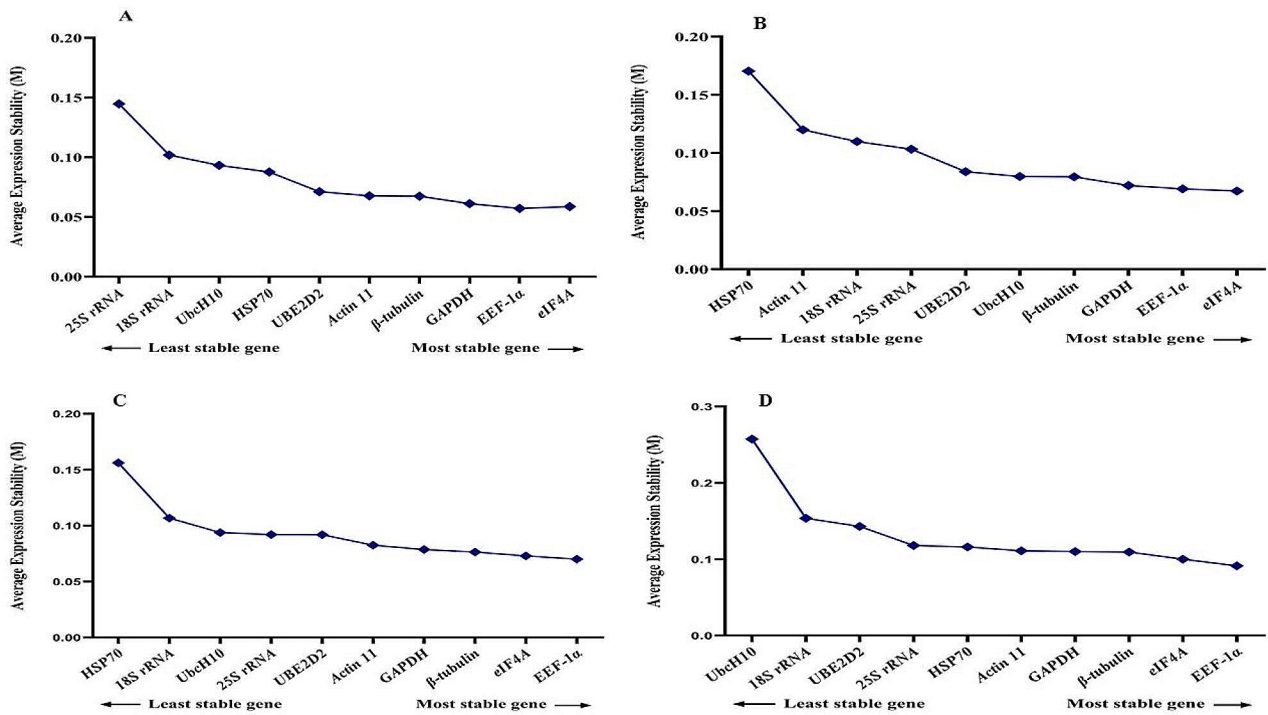 A
Average Expression Stability (M)
0.20
0.15
0.10
0.05
0.00
25S rRNA
18S rRNA
UbcH10
HSP70
UBE2D2
Actin 11
β-tubulin
GAPDH
EEF-1α
eIF4A
Least stable gene
Most stable gene
B
Average Expression Stability (M)
0.20
0.15
0.10
0.05
0.00
HSP70
Actin 11
18S rRNA
25S rRNA
UBE2D2
UbcH10
β-tubulin
GAPDH
EEF-1α
eIF4A
Least stable gene
Most stable gene
C
Average Expression Stability (M)
0.20
0.15
0.10
0.05
0.00
HSP70
18S rRNA
UbcH10
25S rRNA
UBE2D2
Actin 11
GAPDH
β-tubulin
eIF4A
EEF-1α
Least stable gene
Most stable gene
D
Average Expression Stability (M)
0.3
0.2
0.1
0.0
UbcH10
18S rRNA
UBE2D2
25S rRNA
HSP70
Actin 11
GAPDH
β-tubulin
eIF4A
EEF-1α
Least stable gene
Most stable gene